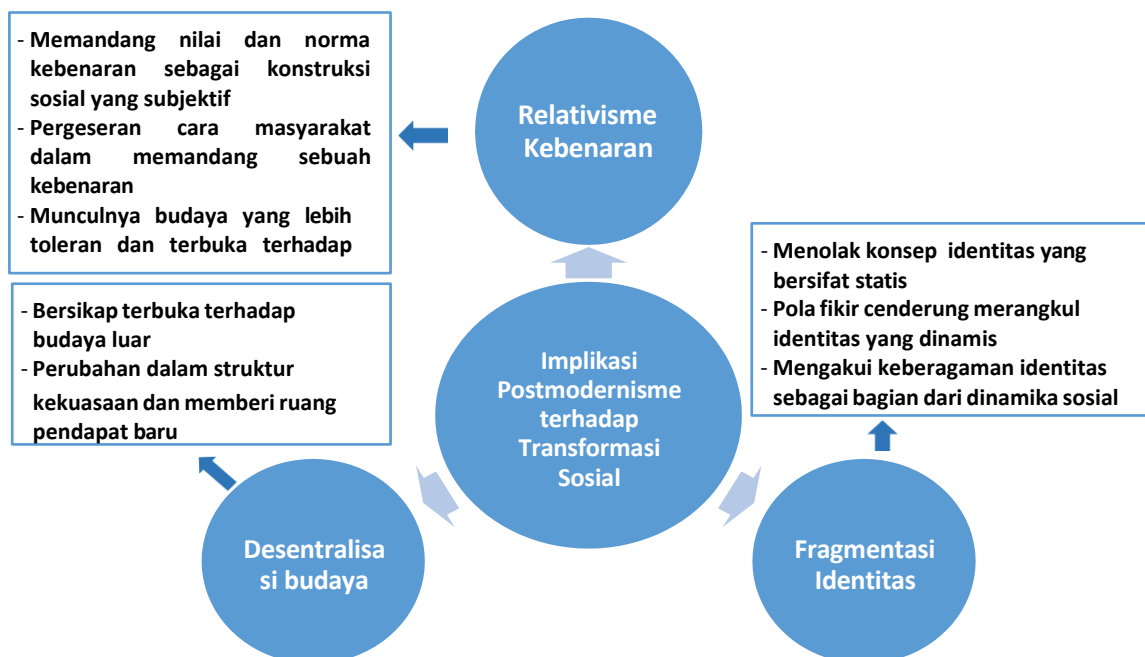 - Memandang nilai dan norma
kebenaran sebagai konstruksi
sosial yang subjektif
- Pergeseran cara masyarakat
dalam memandang sebuah
kebenaran
- Munculnya budaya yang lebih
toleran dan terbuka terhadap
Relativisme
Kebenaran
- Bersikap terbuka terhadap
budaya luar
- Perubahan dalam struktur
kekuasaan dan memberi ruang
pendapat baru
Implikasi
Postmodernisme
terhadap
Transformasi
Sosial
- Menolak konsep identitas yang
bersifat statis
- Pola fikir cenderung merangkul
identitas yang dinamis
- Mengakui keberagaman identitas
sebagai bagian dari dinamika sosial
Desentralisa
si budaya
Fragmentasi
Identitas